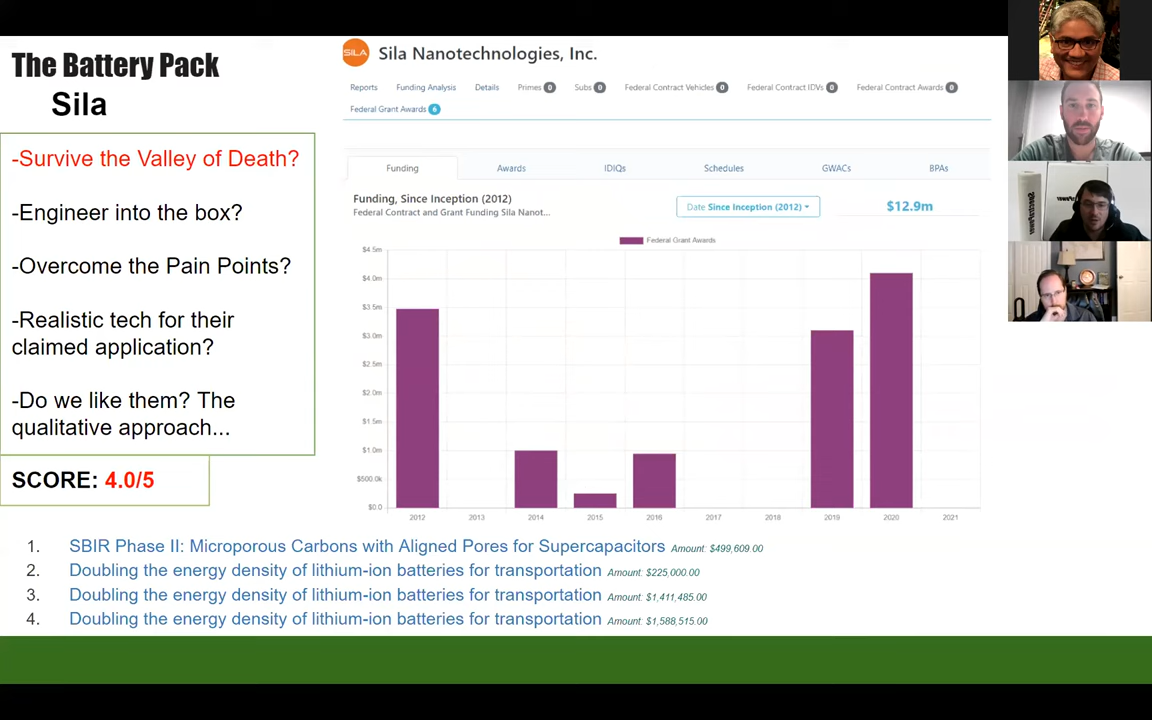 The Battery Pack
Sila
-Survive the Valley of Death?
-Engineer into the box?
-Overcome the Pain Points?
-Realistic tech for their
claimed application?
-Do we like them? The
qualitative approach...
SCORE: 4.0/5
SILA Sila Nanotechnologies, Inc.
Reports Funding Analysis Details Primes 0 Subs 0 Federal Contract Vehicles 0 Federal Contract IDVs 0 Federal Contract Awards 0
Federal Grant Awards 6
Funding Awards IDIQs Schedules GWACs BPAs
Funding, Since Inception (2012)
Federal Contract and Grant Funding Sila Nanot...
Date Since Inception (2012)
$12.9m
Federal Grant Awards
$4.5m
$4.0m
$3.5m
$3.0m
$2.5m
$2.0m
$1.5m
$1.0m
$500.0k
$0.0
2012 2013 2014 2015 2016 2017 2018 2019 2020 2021
1. SBIR Phase II: Microporous Carbons with Aligned Pores for Supercapacitors Amount: $499,609.00
2. Doubling the energy density of lithium-ion batteries for transportation Amount: $225,000.00
3. Doubling the energy density of lithium-ion batteries for transportation Amount: $1,411,485.00
4. Doubling the energy density of lithium-ion batteries for transportation Amount: $1,588,515.00